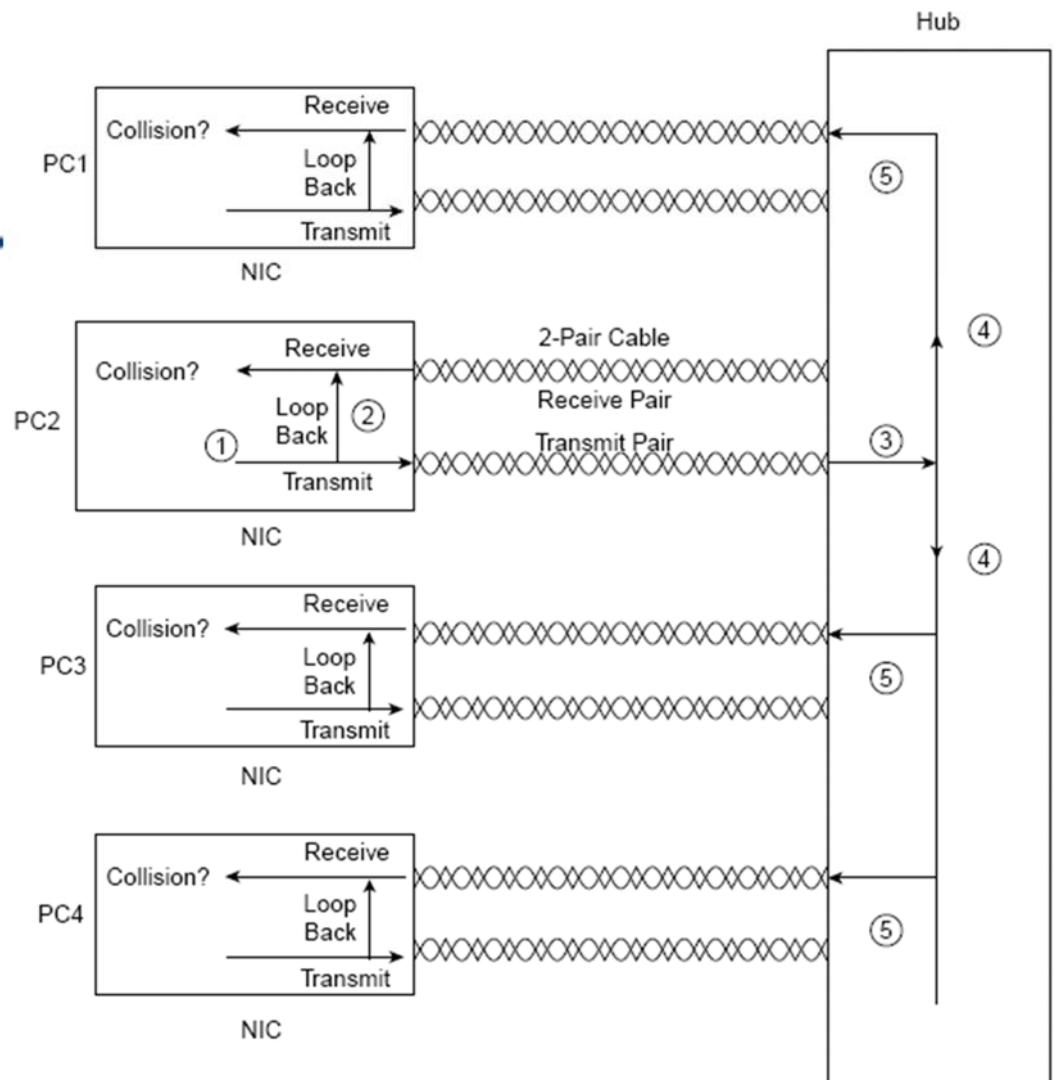 Hub
Receive
Collision?
Loop
Back
PC1
Transmit
NIC
5
4
2-Pair Cable
Receive
Collision?
Receive Pair
Loop
Back
2
PC2
1
Transmit Pair
3
Transmit
NIC
4
Receive
Collision?
Loop
Back
PC3
5
Transmit
NIC
Receive
Collision?
Loop
Back
PC4
5
Transmit
NIC